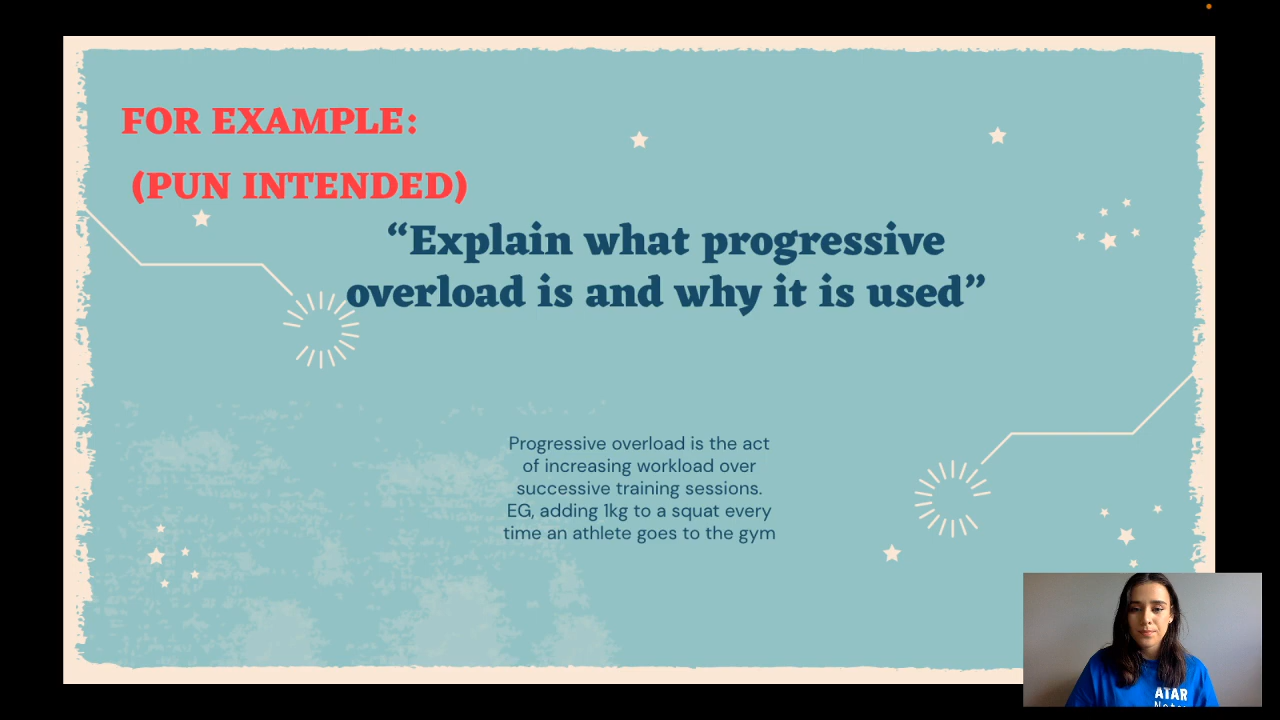 FOR EXAMPLE:
(PUN INTENDED)
“Explain what progressive
overload is and why it is used”
Progressive overload is the act
of increasing workload over
successive training sessions.
EG, adding 1kg to a squat every
time an athlete goes to the gym
ATAR
Notes